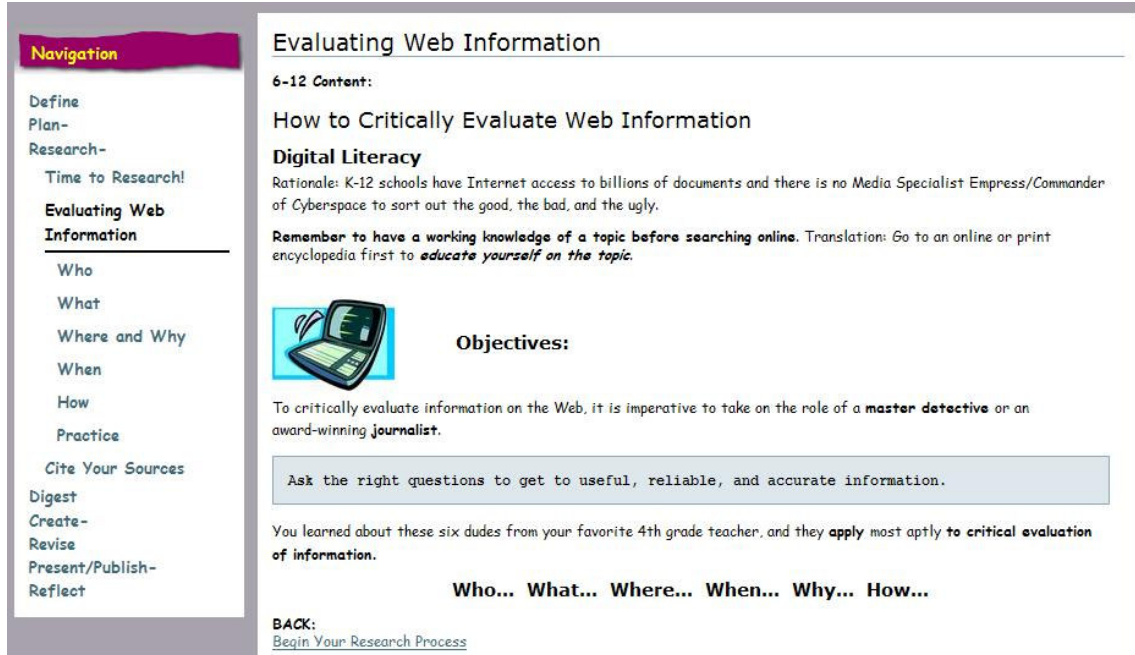 Navigation
Define
Plan-
Research-
Time to Research!
Evaluating Web
Information
Who
What
Where and Why
When
How
Practice
Cite Your Sources
Digest
Create-
Revise
Present/Publish-
Reflect
Evaluating Web Information
6-12 Content:
How to Critically Evaluate Web Information
Digital Literacy
Rationale: K-12 schools have Internet access to billions of documents and there is no Media Specialist Empress/Commander
of Cyberspace to sort out the good, the bad, and the ugly.
Remember to have a working knowledge of a topic before searching online. Translation: Go to an online or print
encyclopedia first to educate yourself on the topic.
Objectives:
To critically evaluate information on the Web, it is imperative to take on the role of a master detective or an
award-winning journalist.
Ask the right questions to get to useful, reliable, and accurate information.
You learned about these six dudes from your favorite 4th grade teacher, and they apply most aptly to critical evaluation
of information.
Who... What... Where... When... Why... How...
BACK:
Begin Your Research Process